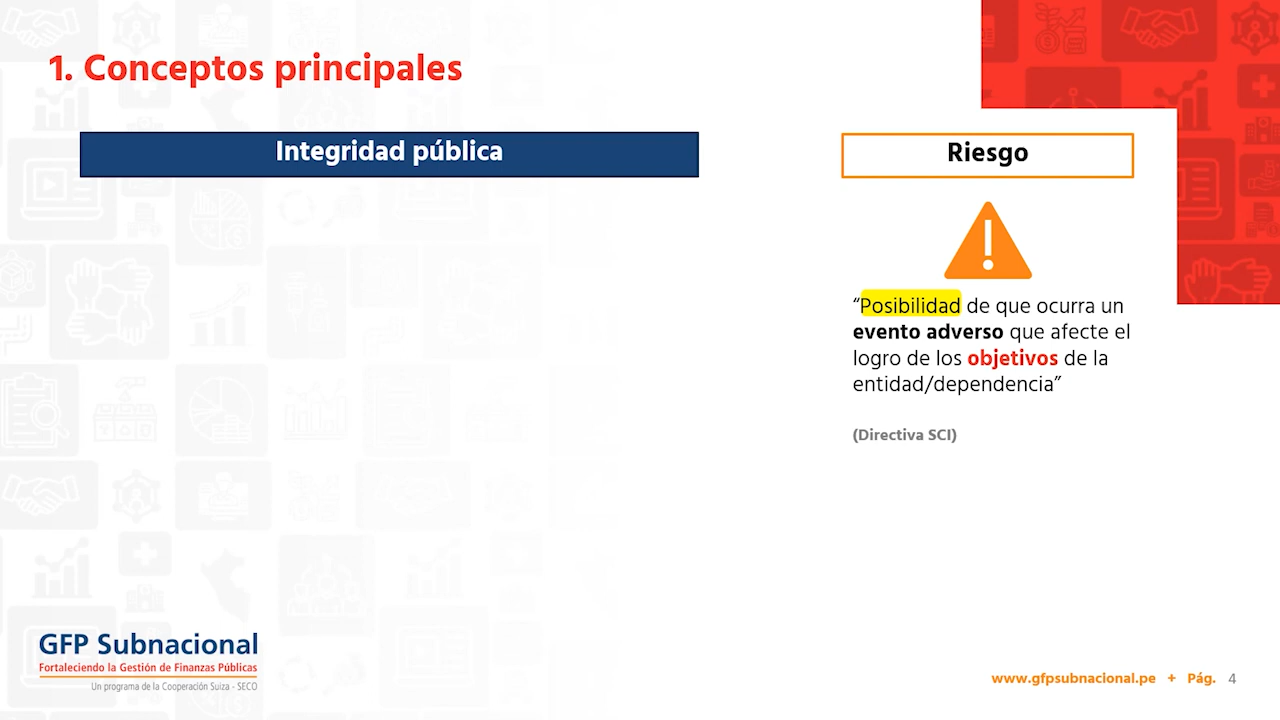 1. Conceptos principales
Integridad pública
Riesgo
“Posibilidad de que ocurra un
evento adverso que afecte el
logro de los objetivos de la
entidad/dependencia”
(Directiva SCI)
GFP Subnacional
Fortaleciendo la Gestión de Finanzas Públicas
Un programa de la Cooperación Suiza - SECO
www.gfpsubnacional.pe + Pág. 4